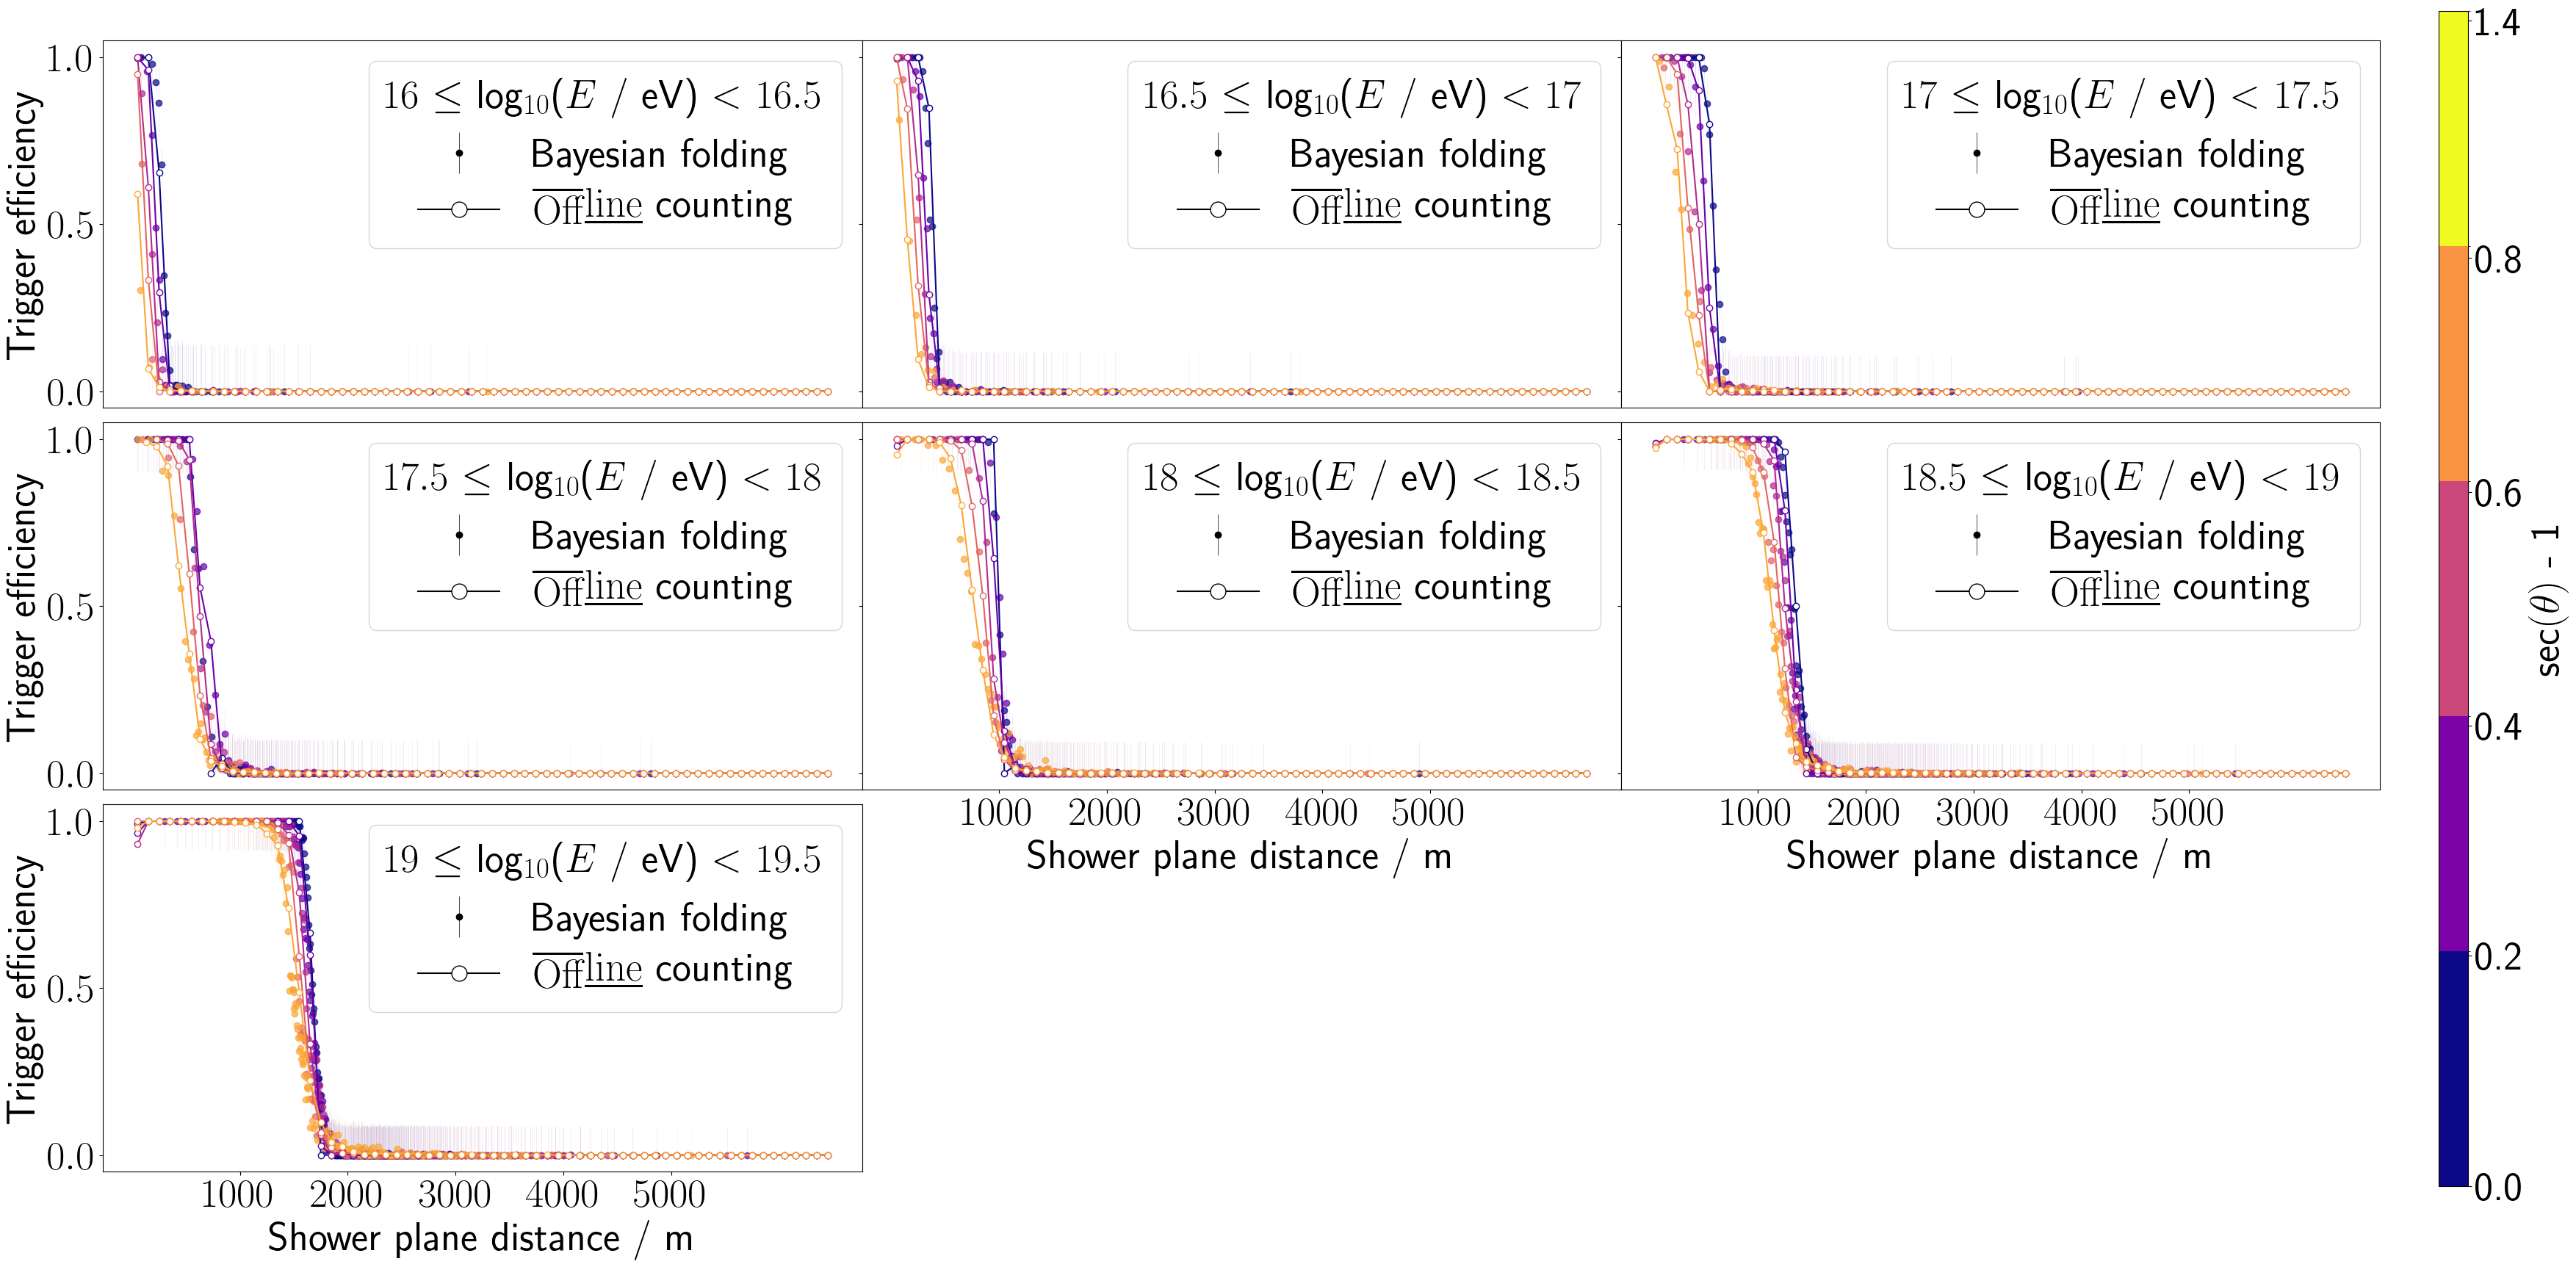 Trigger efficiency
1.0
0.5
0.0
16 ≤ log₁₀(E / eV) < 16.5
Bayesian folding
Offline counting
16.5 ≤ log₁₀(E / eV) < 17
Bayesian folding
Offline counting
17 ≤ log₁₀(E / eV) < 17.5
Bayesian folding
Offline counting
Trigger efficiency
1.0
0.5
0.0
17.5 ≤ log₁₀(E / eV) < 18
Bayesian folding
Offline counting
18 ≤ log₁₀(E / eV) < 18.5
Bayesian folding
Offline counting
1000 2000 3000 4000 5000
Shower plane distance / m
18.5 ≤ log₁₀(E / eV) < 19
Bayesian folding
Offline counting
1000 2000 3000 4000 5000
Shower plane distance / m
Trigger efficiency
1.0
0.5
0.0
19 ≤ log₁₀(E / eV) < 19.5
Bayesian folding
Offline counting
1000 2000 3000 4000 5000
Shower plane distance / m
1.4
0.8
0.6
0.4
0.2
0.0
sec(θ) - 1